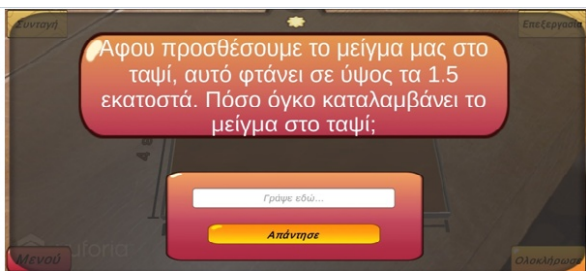 Συνταγή
Επεξεργασία
Αφου προσθέσουμε το μείγμα μας στο
ταψί, αυτό φτάνει σε ύψος τα 1.5
εκατοστά. Πόσο όγκο καταλαμβάνει το
μείγμα στο ταψί;
Γράψε εδώ...
Απάντησε
Μενού
Ολοκλήρωσε